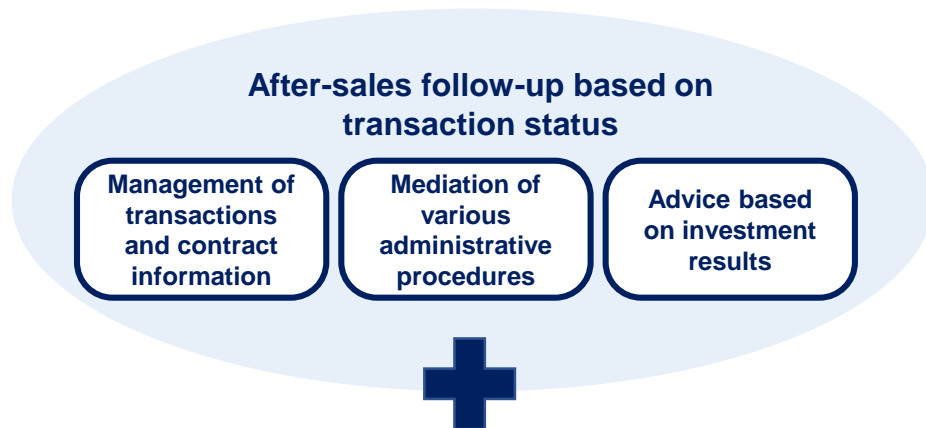 After-sales follow-up based on
transaction status
Management of
transactions
and contract
information
Mediation of
various
administrative
procedures
Advice based
on investment
results